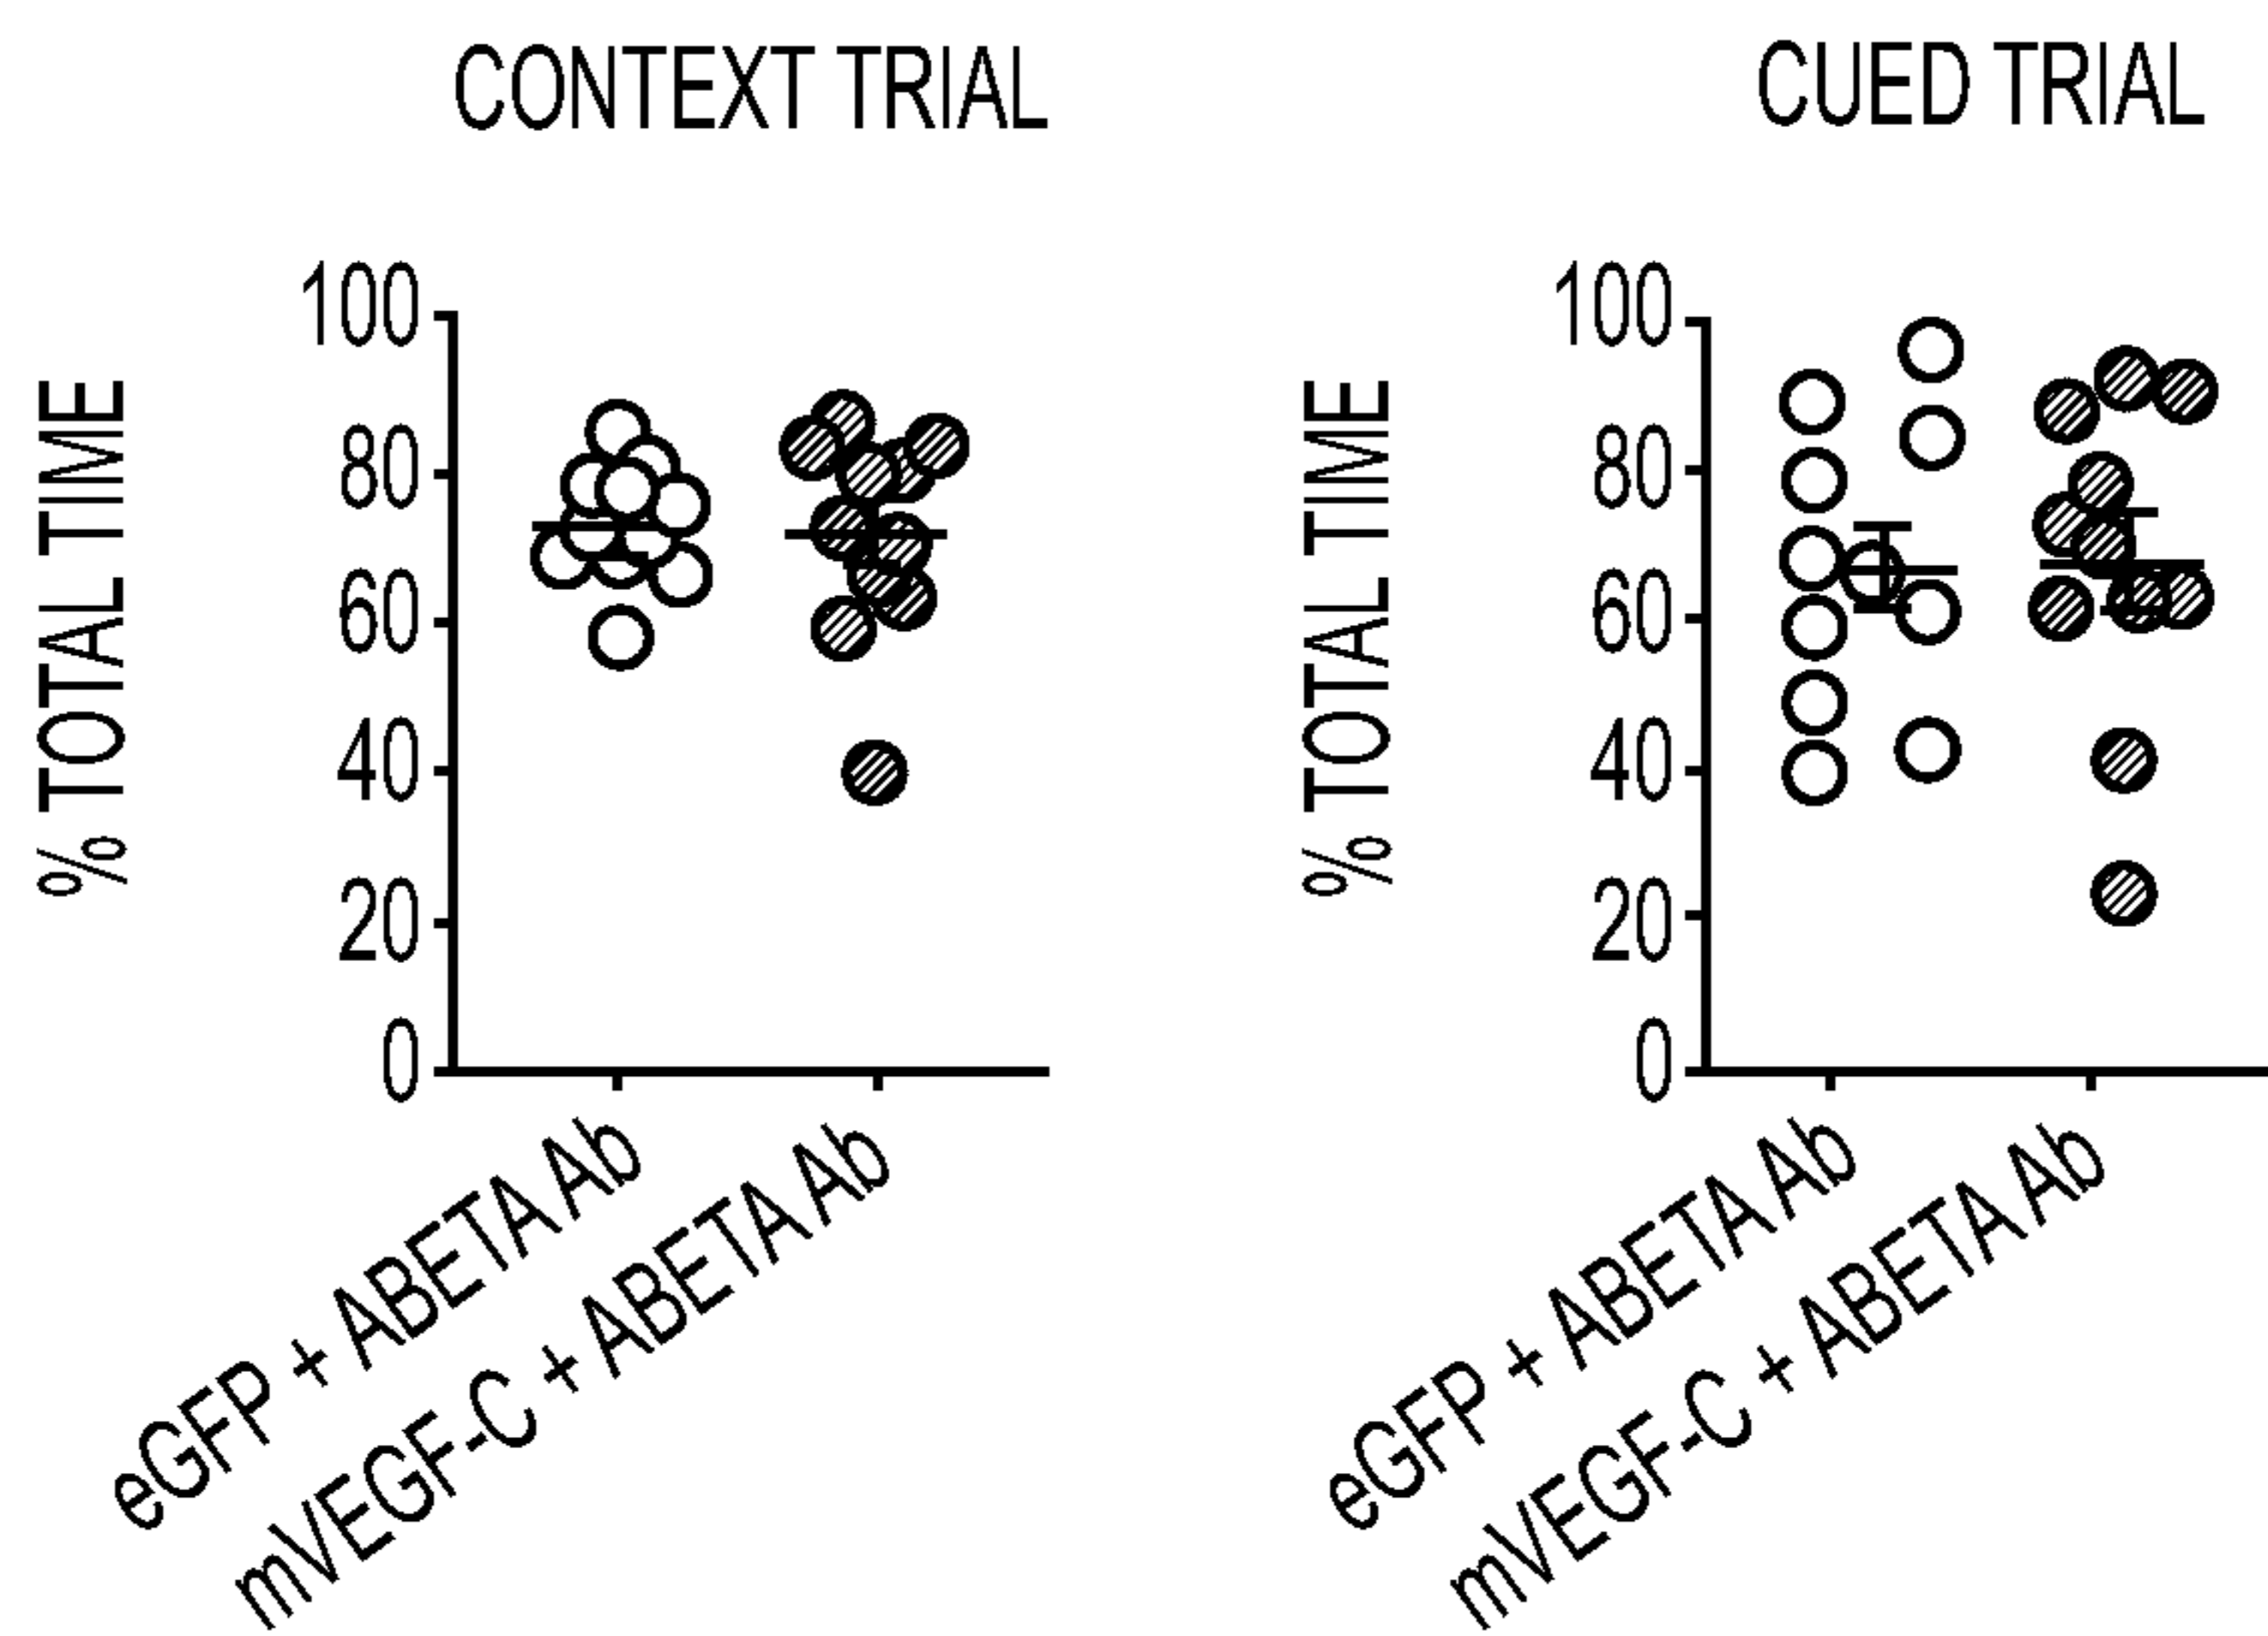 CONTEXT TRIAL
% TOTAL TIME
100
80
60
40
20
0
eGFP + ABETA Ab
mVEGF-C + ABETA Ab
CUED TRIAL
% TOTAL TIME
100
80
60
40
20
0
eGFP + ABETA Ab
mVEGF-C + ABETA Ab